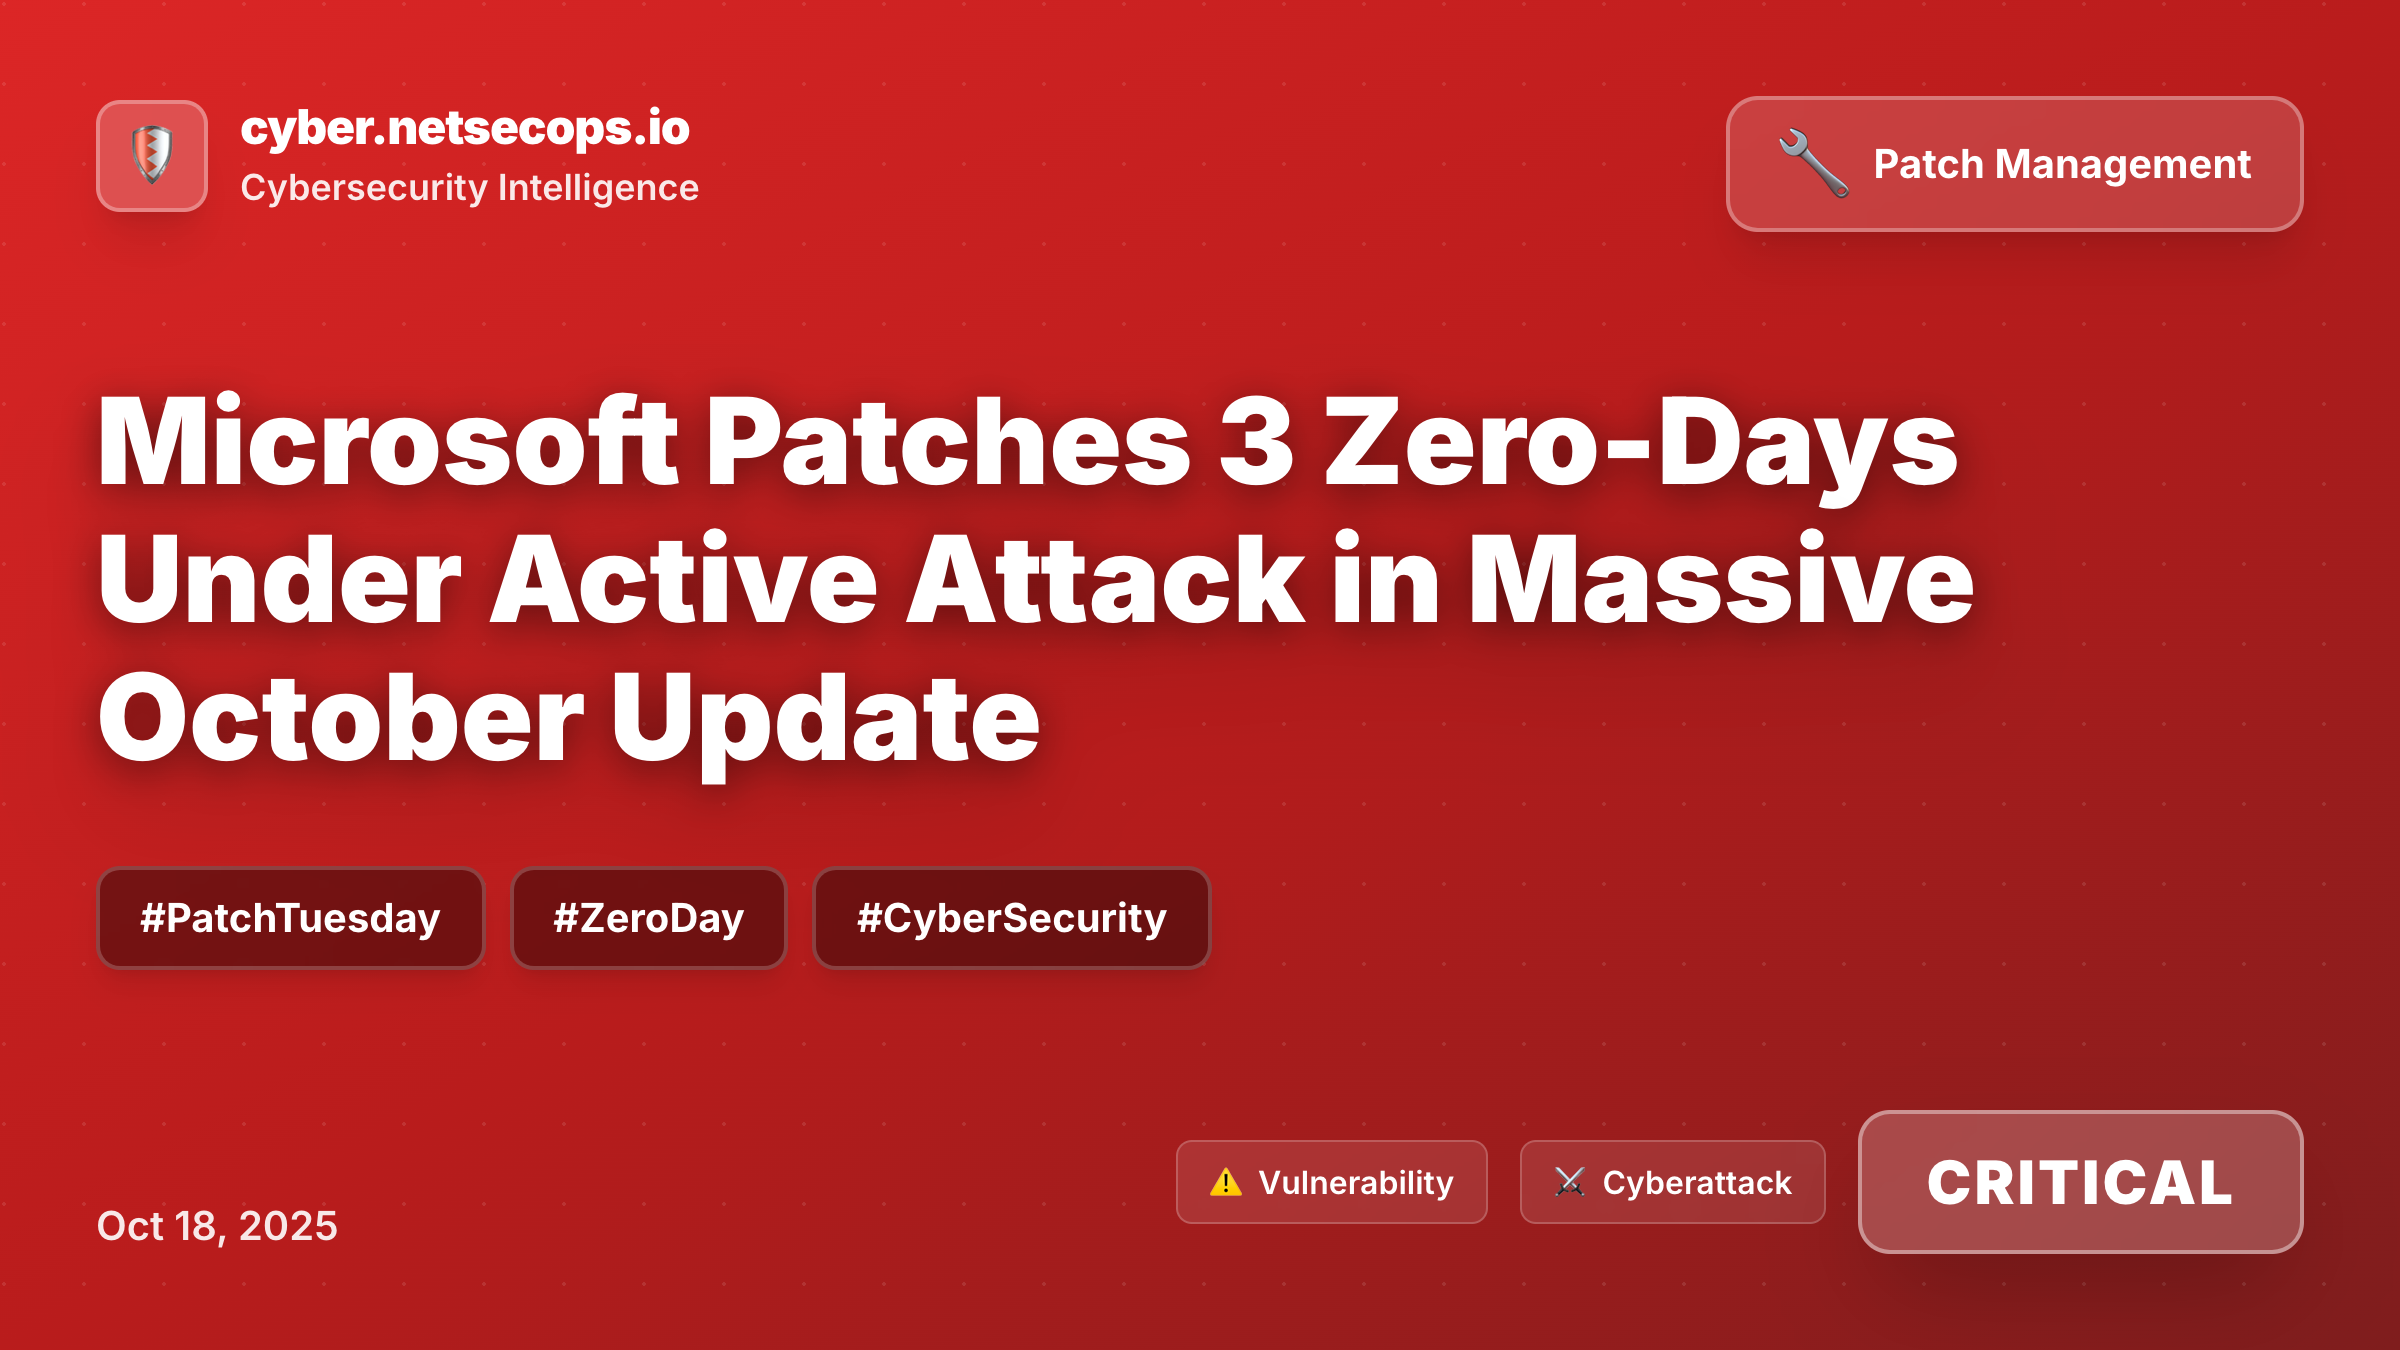 cyber.netsecops.io
Cybersecurity Intelligence
Patch Management
Microsoft Patches 3 Zero-Days
Under Active Attack in Massive
October Update
#PatchTuesday
#ZeroDay
#CyberSecurity
Oct 18, 2025
Vulnerability
Cyberattack
CRITICAL